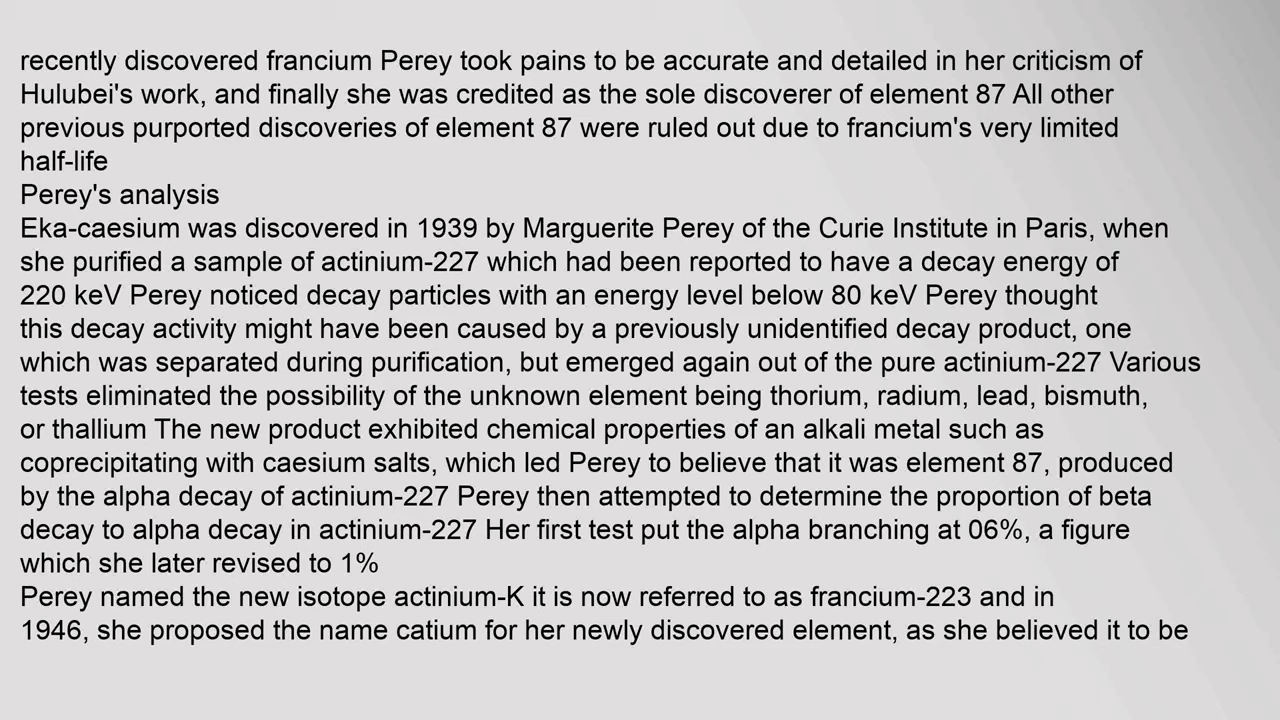 recently discovered francium Perey took pains to be accurate and detailed in her criticism of
Hulubei's work, and finally she was credited as the sole discoverer of element 87 All other
previous purported discoveries of element 87 were ruled out due to francium's very limited
half-life
Perey's analysis
Eka-caesium was discovered in 1939 by Marguerite Perey of the Curie Institute in Paris, when
she purified a sample of actinium-227 which had been reported to have a decay energy of
220 keV Perey noticed decay particles with an energy level below 80 keV Perey thought
this decay activity might have been caused by a previously unidentified decay product, one
which was separated during purification, but emerged again out of the pure actinium-227 Various
tests eliminated the possibility of the unknown element being thorium, radium, lead, bismuth,
or thallium The new product exhibited chemical properties of an alkali metal such as
coprecipitating with caesium salts, which led Perey to believe that it was element 87, produced
by the alpha decay of actinium-227 Perey then attempted to determine the proportion of beta
decay to alpha decay in actinium-227 Her first test put the alpha branching at 06%, a figure
which she later revised to 1%
Perey named the new isotope actinium-K it is now referred to as francium-223 and in
1946, she proposed the name catium for her newly discovered element, as she believed it to be